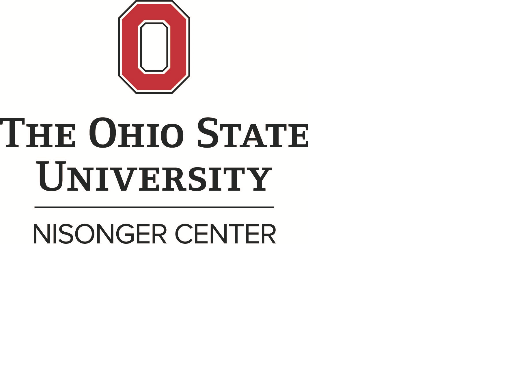 O
THE OHIO STATE
UNIVERSITY
NISONGER CENTER